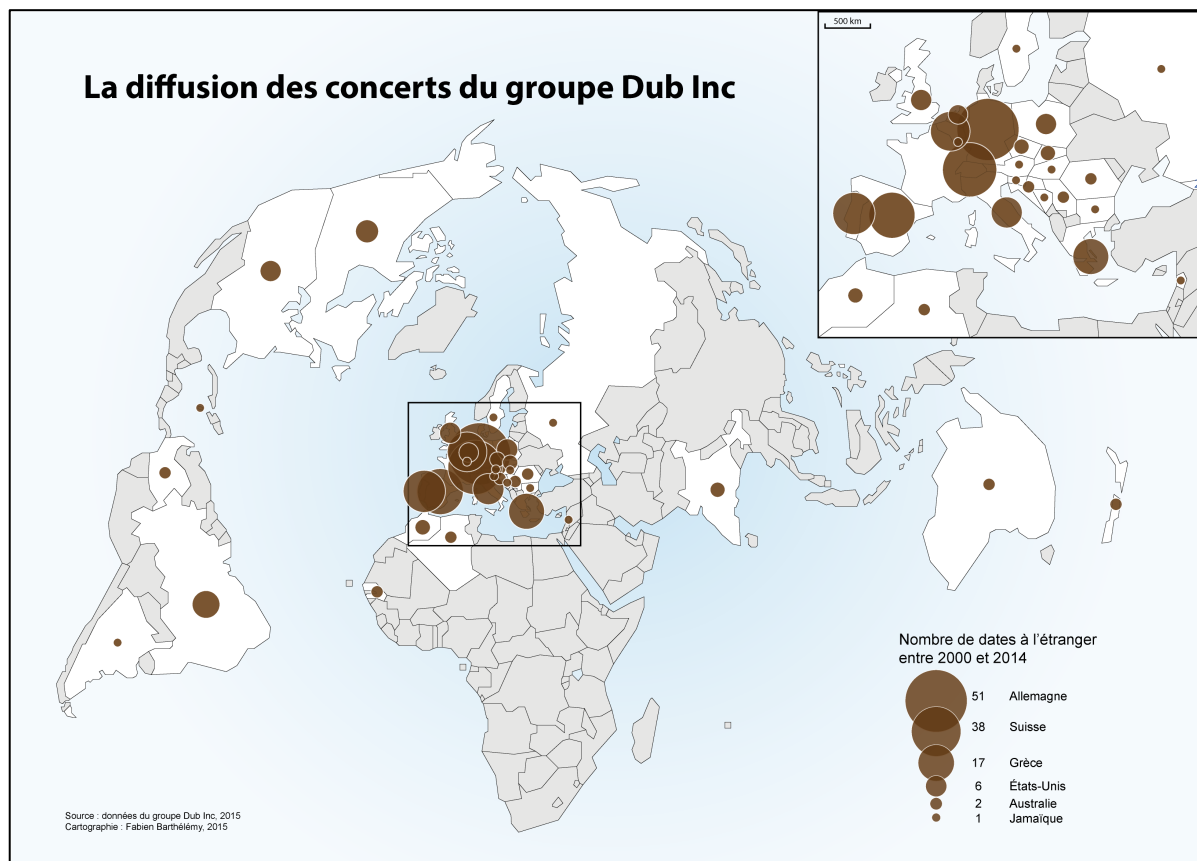 500 km
La diffusion des concerts du groupe Dub Inc
Nombre de dates à l’étranger
entre 2000 et 2014
51 Allemagne
38 Suisse
17 Grèce
6 États-Unis
2 Australie
1 Jamaïque
Source : données du groupe Dub Inc, 2015
Cartographie : Fabien Barthélémy, 2015